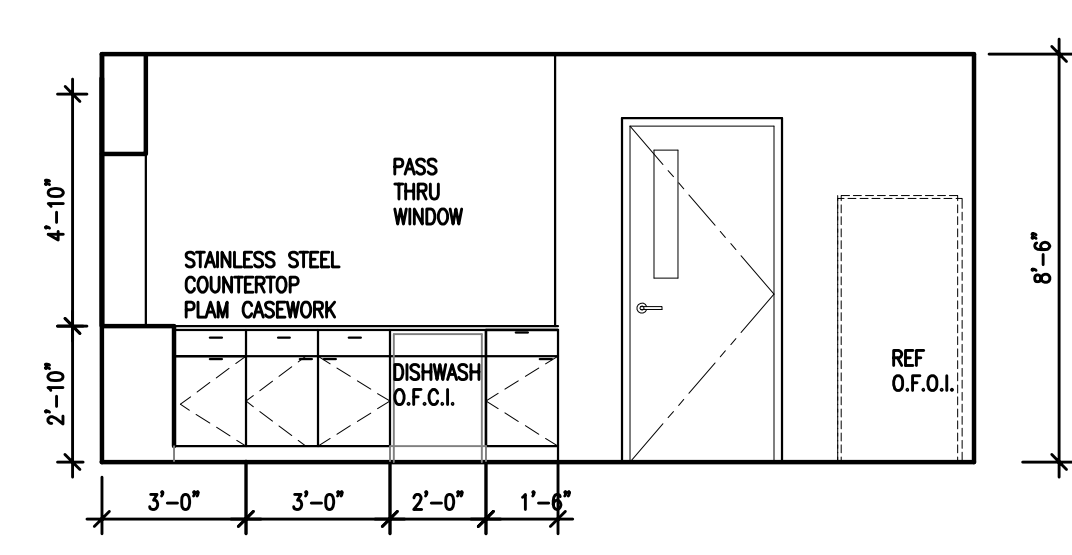 PASS
THRU
WINDOW
4'-10"
STAINLESS STEEL
COUNTERTOP
PLAM CASEWORK
8'-6"
DISHWASH
O.F.C.I.
REF
O.F.O.I.
2'-10"
3'-0"
3'-0"
2'-0"
1'-6"